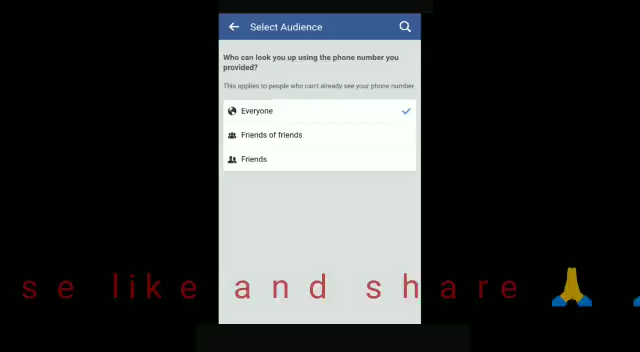 Select Audience
Who can look you up using the phone number you
provided?
This applies to people who can't already see your phone number.
Everyone
Friends of friends
Friends
se like and share 🙏